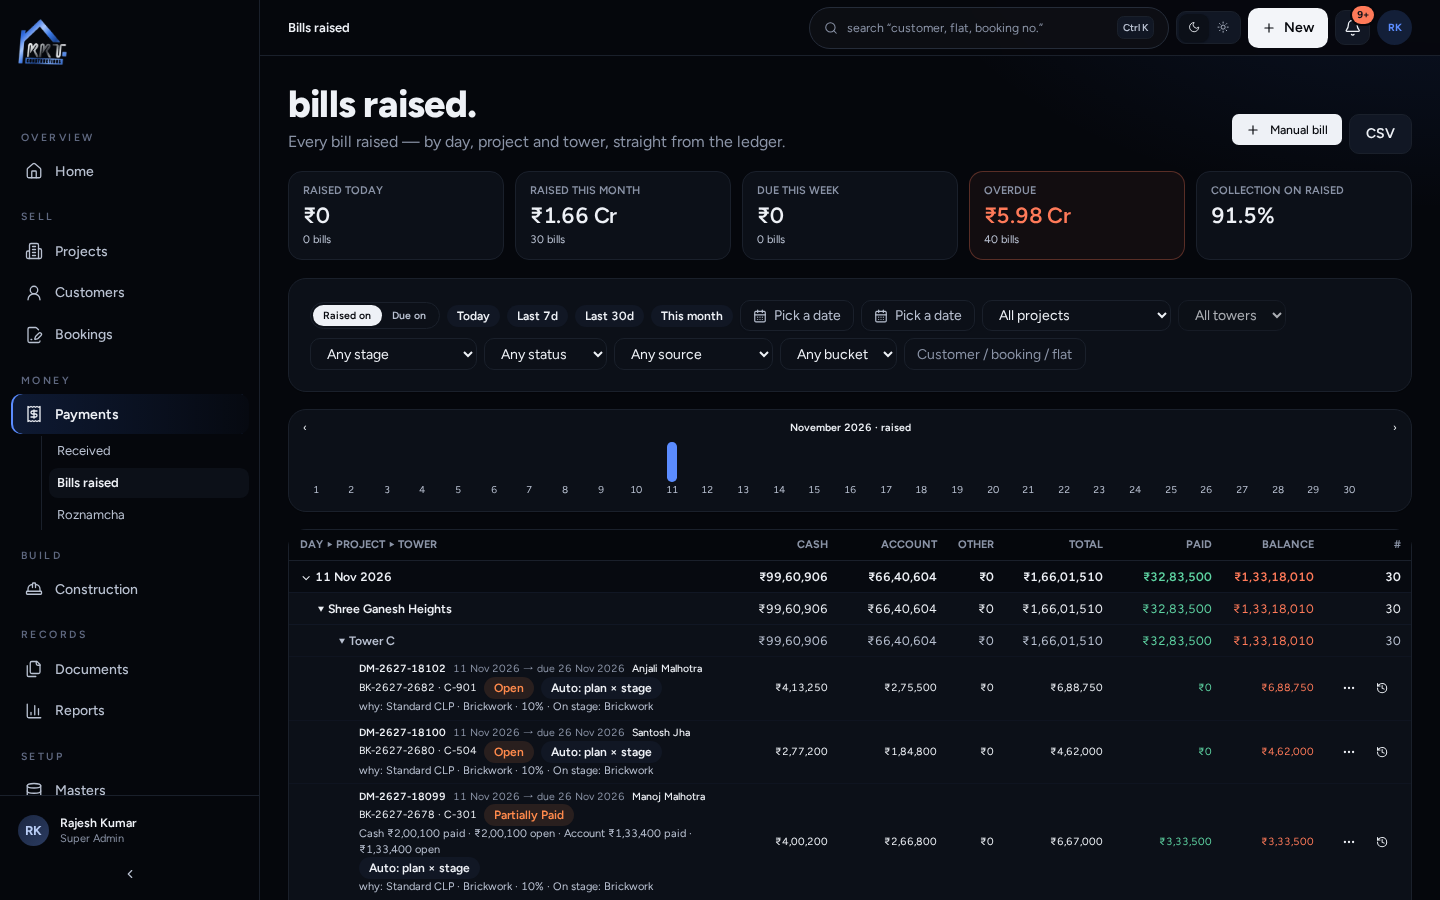 RKT
Bills raised
search “customer, flat, booking no.”
Ctrl K
New
9+
RK
OVERVIEW
Home
SELL
Projects
Customers
Bookings
MONEY
Payments
Received
Bills raised
Roznamcha
BUILD
Construction
RECORDS
Documents
Reports
SETUP
Masters
RK
Rajesh Kumar
Super Admin
bills raised.
Every bill raised — by day, project and tower, straight from the ledger.
Manual bill
CSV
RAISED TODAY
₹0
0 bills
RAISED THIS MONTH
₹1.66 Cr
30 bills
DUE THIS WEEK
₹0
0 bills
OVERDUE
₹5.98 Cr
40 bills
COLLECTION ON RAISED
91.5%
Raised on Due on Today Last 7d Last 30d This month Pick a date Pick a date All projects All towers
Any stage Any status Any source Any bucket Customer / booking / flat
‹ November 2026 · raised ›
1 2 3 4 5 6 7 8 9 10 11 12 13 14 15 16 17 18 19 20 21 22 23 24 25 26 27 28 29 30
DAY ▸ PROJECT ▸ TOWER CASH ACCOUNT OTHER TOTAL PAID BALANCE #
11 Nov 2026 ₹99,60,906 ₹66,40,604 ₹0 ₹1,66,01,510 ₹32,83,500 ₹1,33,18,010 30
▾ Shree Ganesh Heights ₹99,60,906 ₹66,40,604 ₹0 ₹1,66,01,510 ₹32,83,500 ₹1,33,18,010 30
▾ Tower C ₹99,60,906 ₹66,40,604 ₹0 ₹1,66,01,510 ₹32,83,500 ₹1,33,18,010 30
DM-2627-18102 11 Nov 2026 → due 26 Nov 2026 Anjali Malhotra
BK-2627-2682 · C-901 Open Auto: plan × stage ₹4,13,250 ₹2,75,500 ₹0 ₹6,88,750 ₹0 ₹6,88,750
why: Standard CLP · Brickwork · 10% · On stage: Brickwork
DM-2627-18100 11 Nov 2026 → due 26 Nov 2026 Santosh Jha
BK-2627-2680 · C-504 Open Auto: plan × stage ₹2,77,200 ₹1,84,800 ₹0 ₹4,62,000 ₹0 ₹4,62,000
why: Standard CLP · Brickwork · 10% · On stage: Brickwork
DM-2627-18099 11 Nov 2026 → due 26 Nov 2026 Manoj Malhotra
BK-2627-2678 · C-301 Partially Paid
Cash ₹2,00,100 paid · ₹2,00,100 open · Account ₹1,33,400 paid ·
₹1,33,400 open ₹4,00,200 ₹2,66,800 ₹0 ₹6,67,000 ₹3,33,500 ₹3,33,500
Auto: plan × stage
why: Standard CLP · Brickwork · 10% · On stage: Brickwork